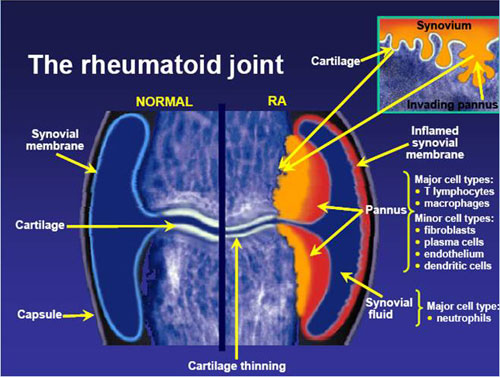 The rheumatoid joint
Synovium
Cartilage
Invading pannus
NORMAL
RA
Synovial
membrane
Cartilage
Capsule
Cartilage thinning
Inflamed
synovial
membrane
Pannus
Major cell types:
• T lymphocytes
• macrophages
Minor cell types:
• fibroblasts
• plasma cells
• endothelium
• dendritic cells
Synovial
fluid
Major cell type:
• neutrophils